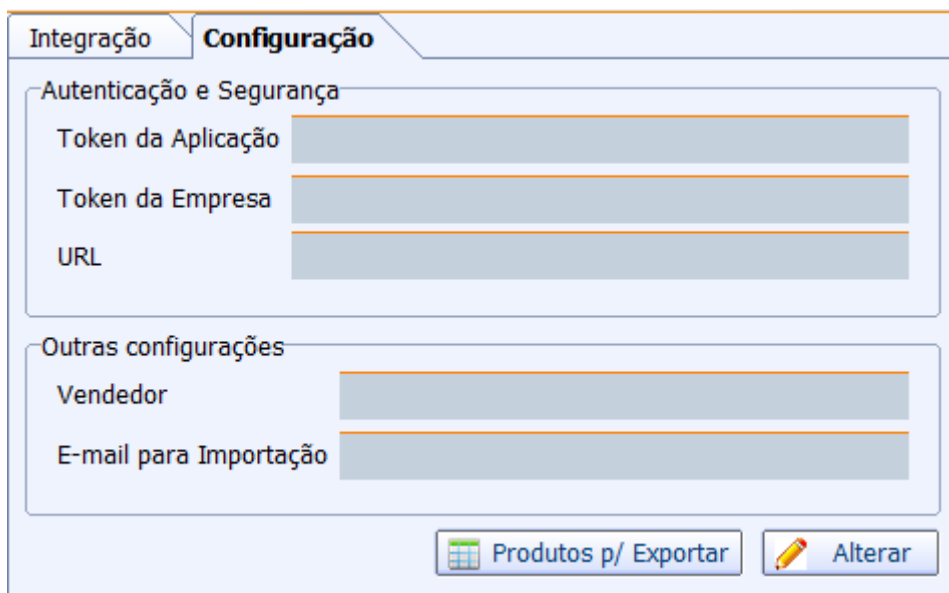 Integração Configuração
Autenticação e Segurança
Token da Aplicação
Token da Empresa
URL
Outras configurações
Vendedor
E-mail para Importação
Produtos p/ Exportar Alterar